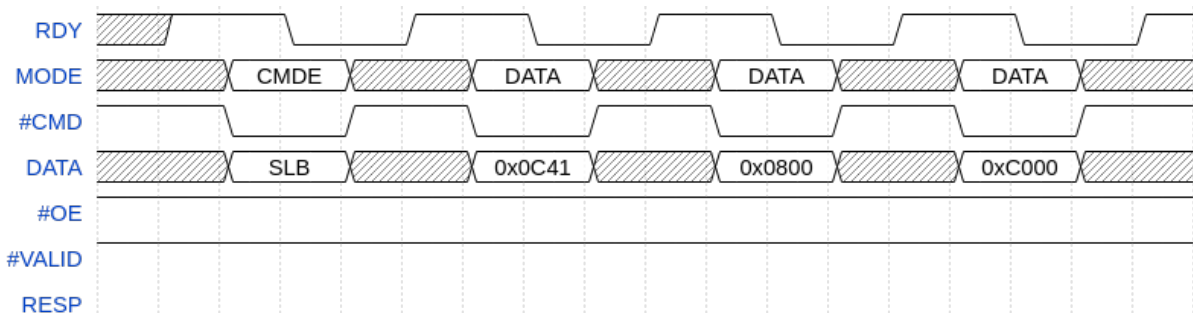 RDY
MODE CMDE DATA DATA DATA
#CMD
DATA SLB 0x0C41 0x0800 0xC000
#OE
#VALID
RESP